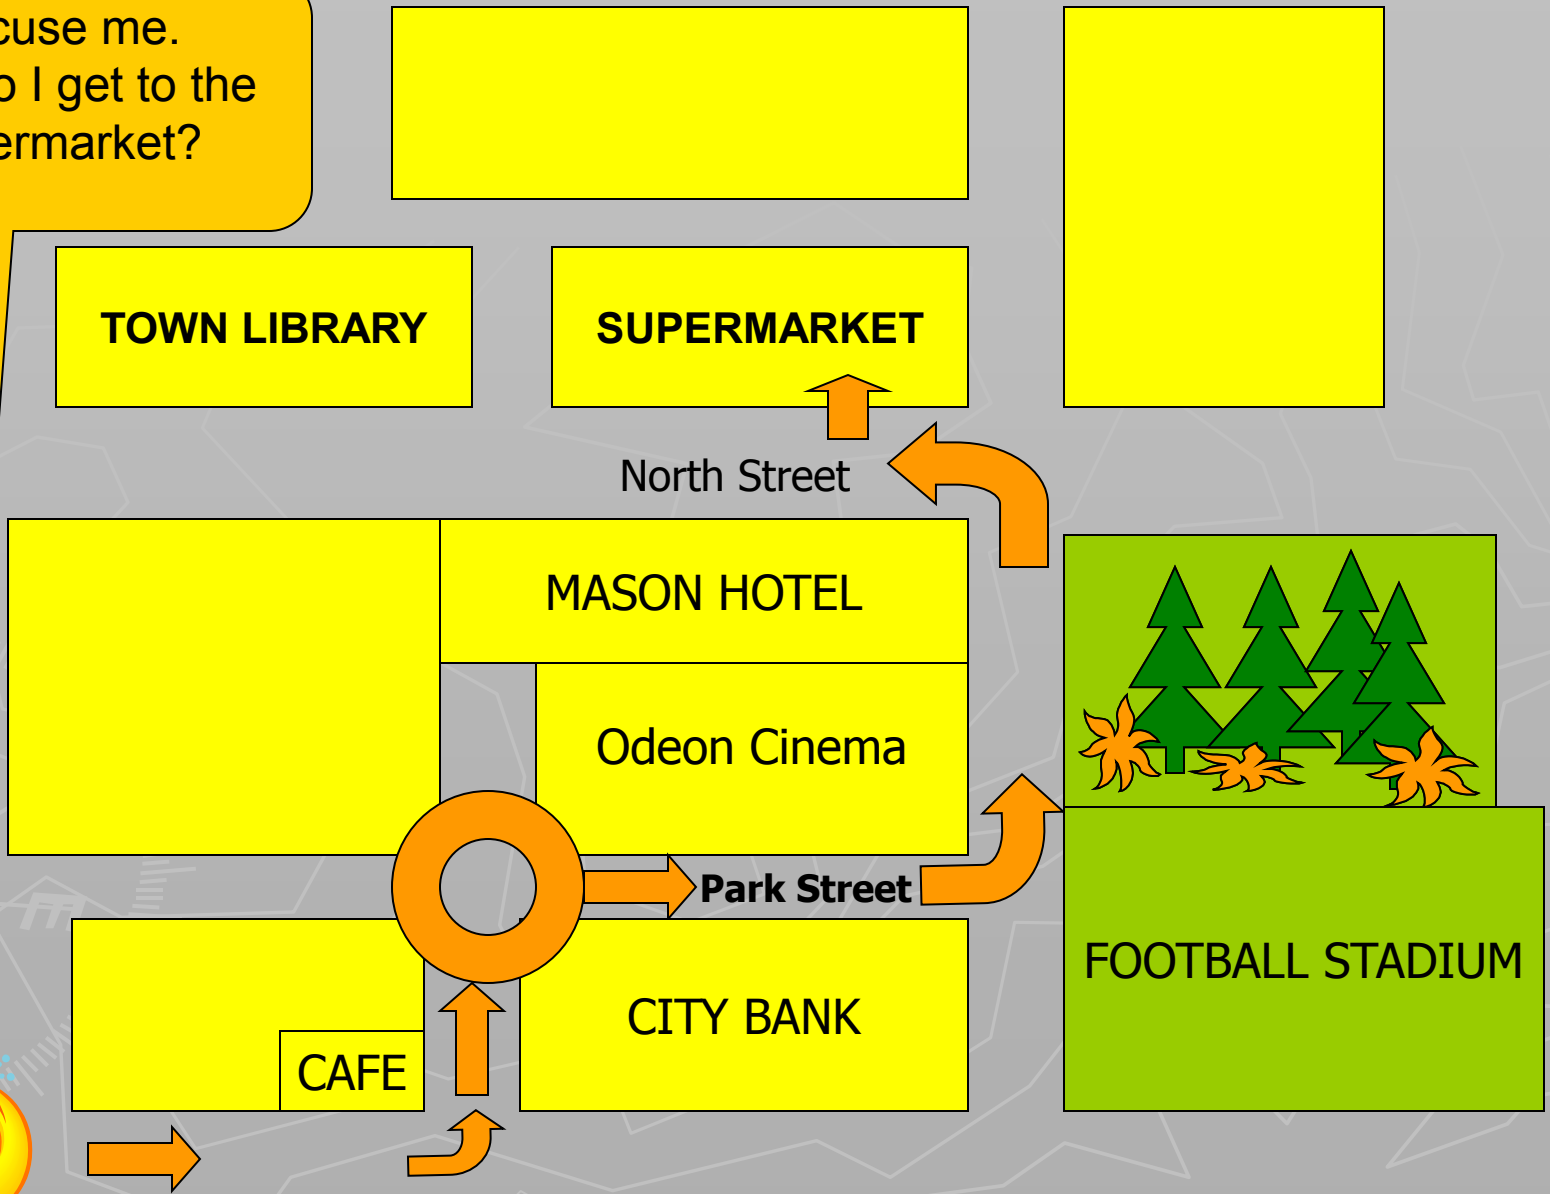 cuse me.
o I get to the
ermarket?
TOWN LIBRARY
SUPERMARKET
North Street
MASON HOTEL
Odeon Cinema
Park Street
FOOTBALL STADIUM
CITY BANK
CAFE